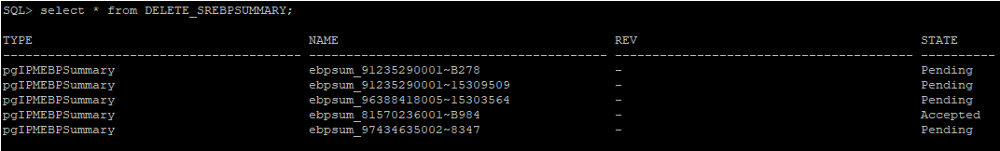 SQL> select * from DELETE_SREBPSUMMARY;
TYPE NAME REV STATE
---------------------------------------- ---------------------------------------- ---------------------------------------- ----------
pgIPMEBPSummary ebpsum_91235290001~B278 - Pending
pgIPMEBPSummary ebpsum_91235290001~15309509 - Pending
pgIPMEBPSummary ebpsum_96388418005~15303564 - Pending
pgIPMEBPSummary ebpsum_81570236001~B984 - Accepted
pgIPMEBPSummary ebpsum_97434635002~8347 - Pending